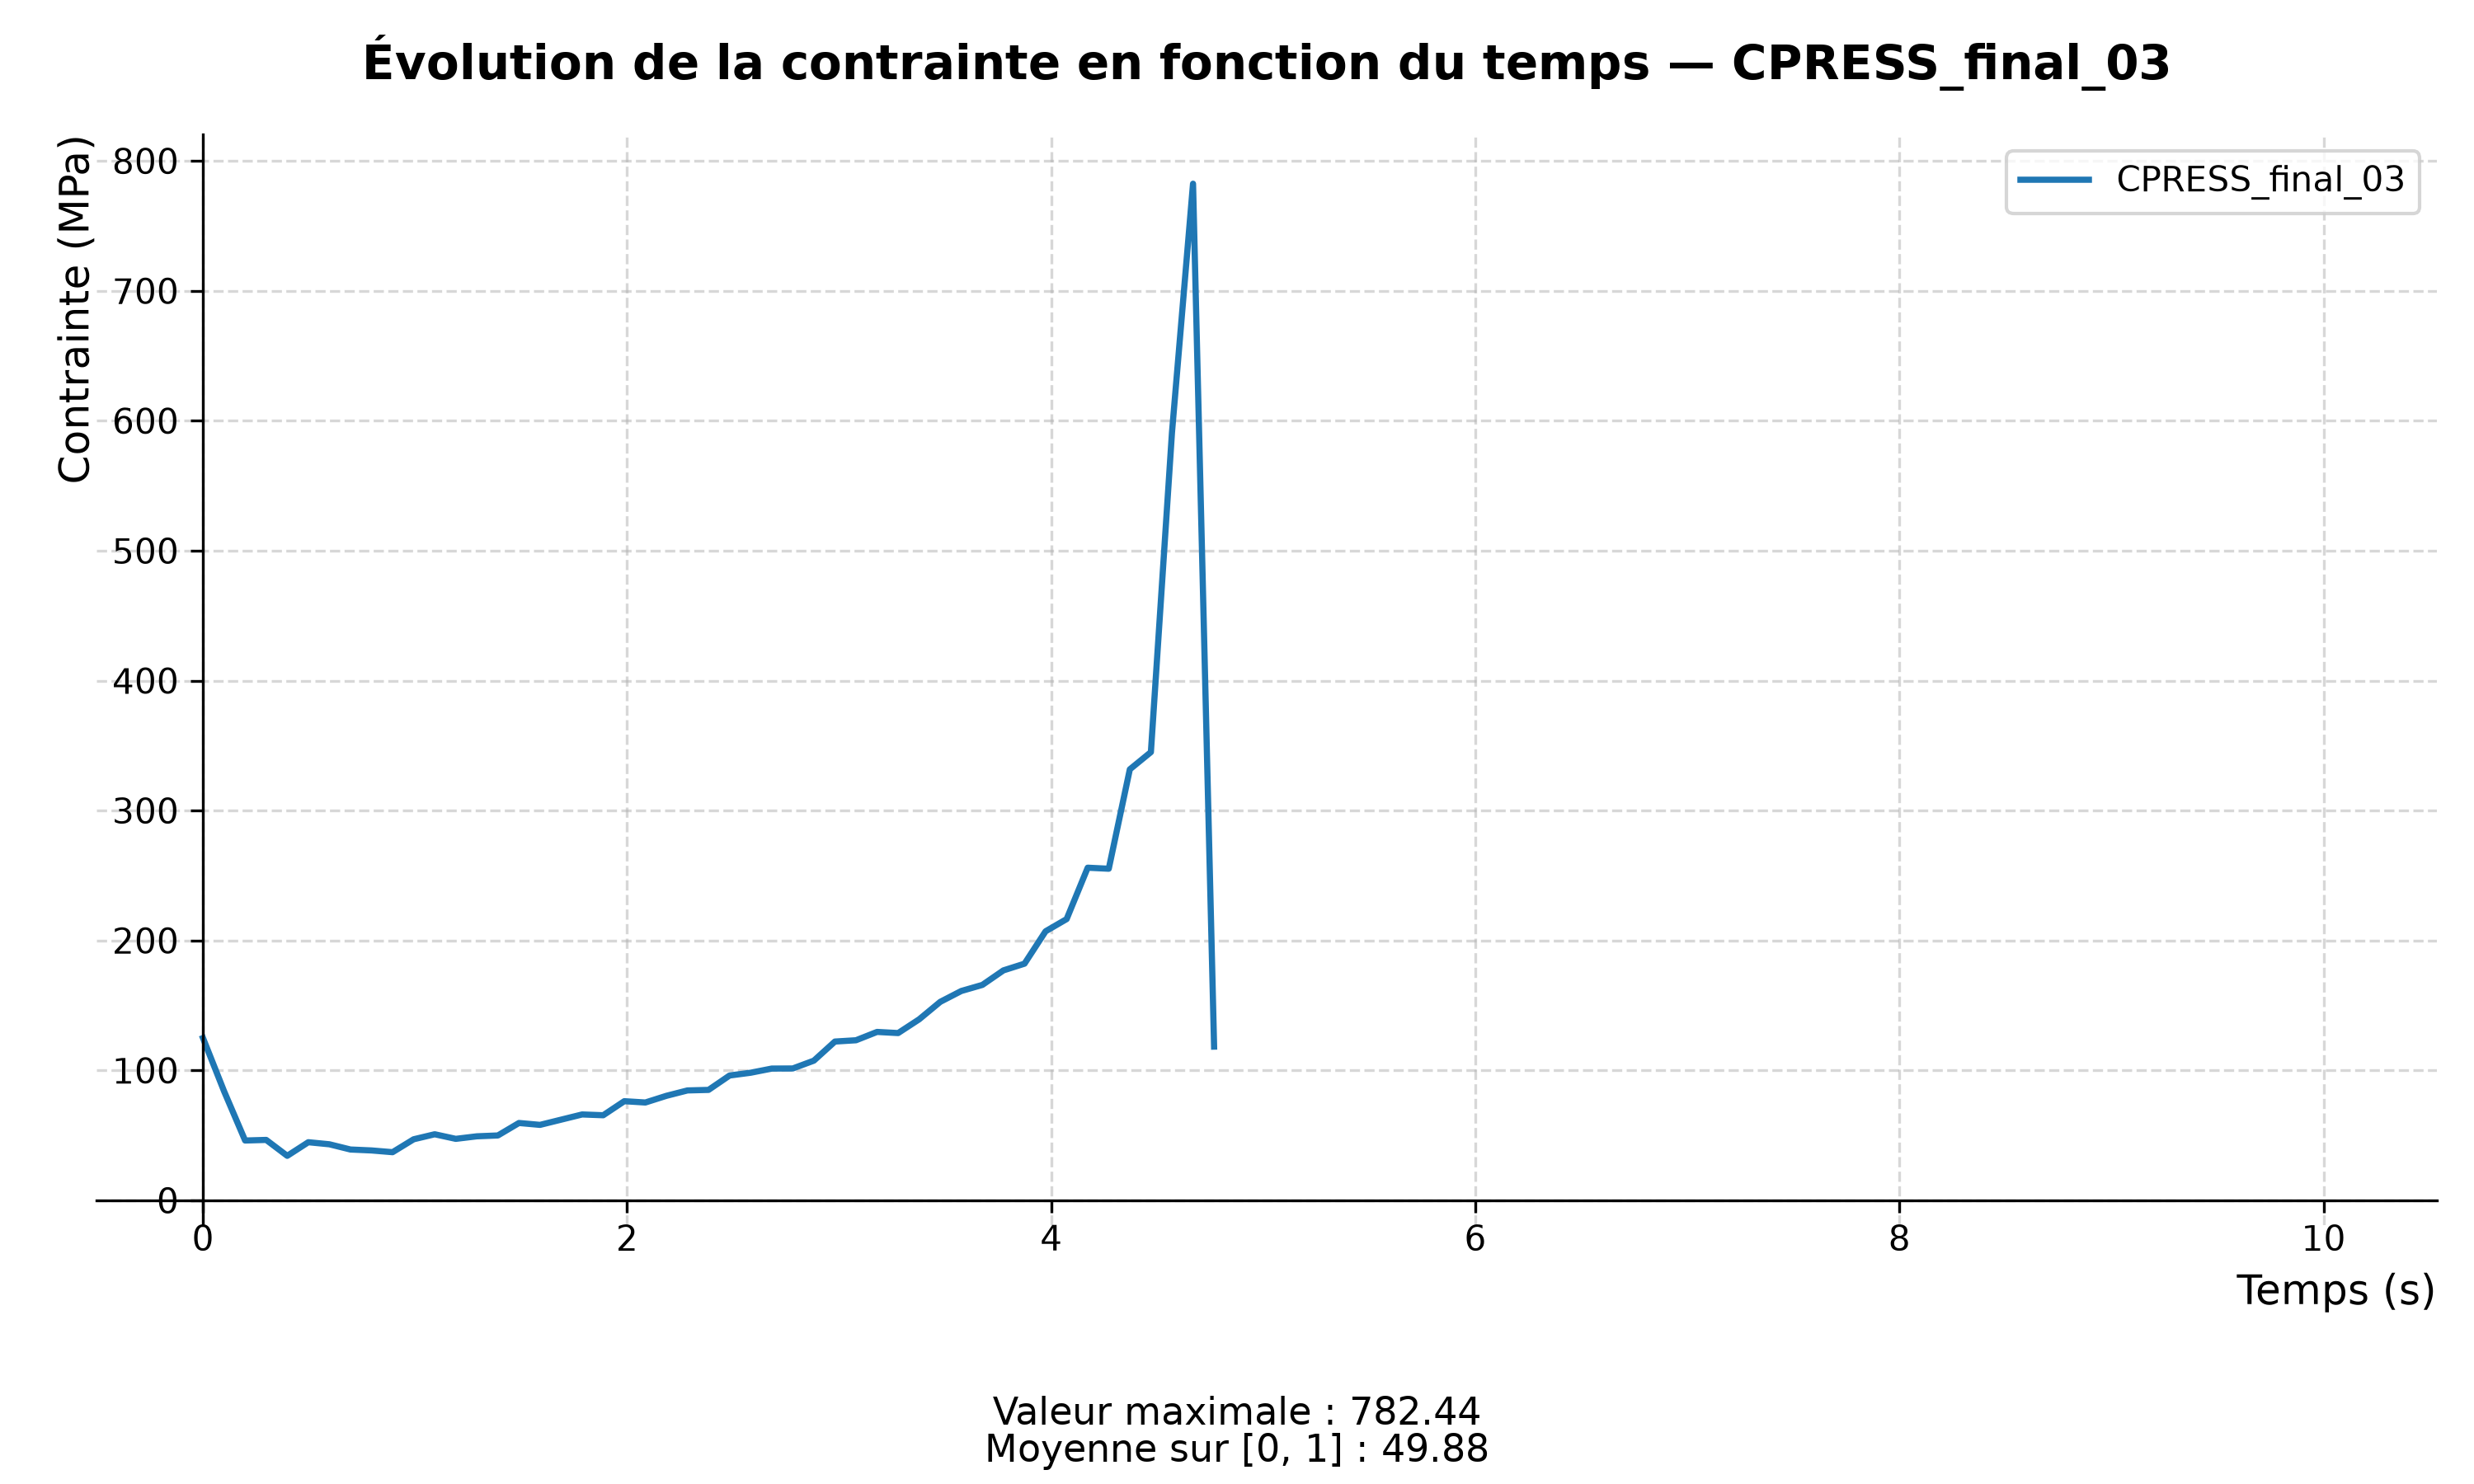 Évolution de la contrainte en fonction du temps — CPRESS_final_03
Contrainte (MPa)
800
700
600
500
400
300
200
100
0
CPRESS_final_03
0
2
4
6
8
10
Temps (s)
Valeur maximale : 782.44
Moyenne sur [0, 1] : 49.88